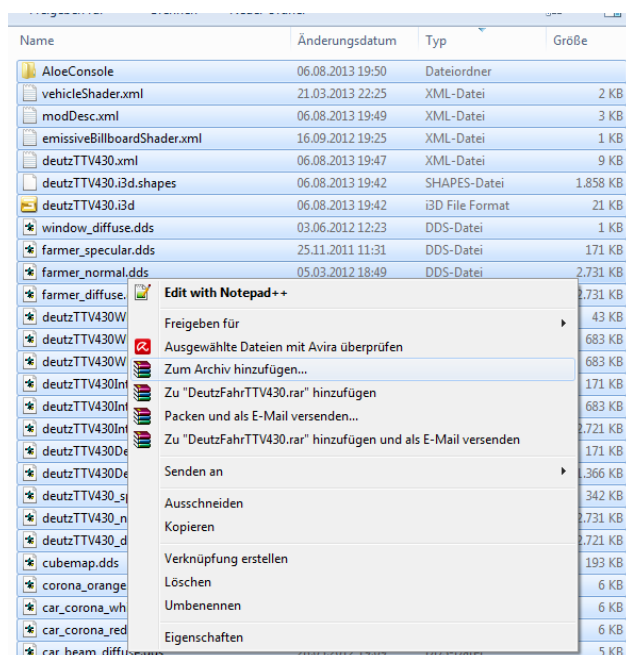 Name Änderungsdatum Typ Größe
AloeConsole 06.08.2013 19:50 Dateiordner
vehicleShader.xml 21.03.2013 22:25 XML-Datei 2 KB
modDesc.xml 06.08.2013 19:49 XML-Datei 3 KB
emissiveBillboardShader.xml 16.09.2012 19:25 XML-Datei 1 KB
deutzTTV430.xml 06.08.2013 19:47 XML-Datei 9 KB
deutzTTV430.i3d.shapes 06.08.2013 19:42 SHAPES-Datei 1.858 KB
deutzTTV430.i3d 06.08.2013 19:42 i3D File Format 21 KB
window_diffuse.dds 03.06.2012 12:23 DDS-Datei 1 KB
farmer_specular.dds 25.11.2011 11:31 DDS-Datei 171 KB
farmer_normal.dds 05.03.2012 18:49 DDS-Datei 2.731 KB
farmer_diffuse. 2.731 KB
deutzTTV430W 43 KB
deutzTTV430W 683 KB
deutzTTV430W 683 KB
deutzTTV430Int 171 KB
deutzTTV430Int 683 KB
deutzTTV430Int 2.721 KB
deutzTTV430De 171 KB
deutzTTV430De 1.366 KB
deutzTTV430_s 342 KB
deutzTTV430_n 2.731 KB
deutzTTV430_d 2.721 KB
cubemap.dds 193 KB
corona_orange 6 KB
car_corona_wh 6 KB
car_corona_red 6 KB
car_beam_diffuse.dds 5 KB
Edit with Notepad++
Freigeben für
Ausgewählte Dateien mit Avira überprüfen
Zum Archiv hinzufügen...
Zu "DeutzFahrTTV430.rar" hinzufügen
Packen und als E-Mail versenden...
Zu "DeutzFahrTTV430.rar" hinzufügen und als E-Mail versenden
Senden an
Ausschneiden
Kopieren
Verknüpfung erstellen
Löschen
Umbenennen
Eigenschaften